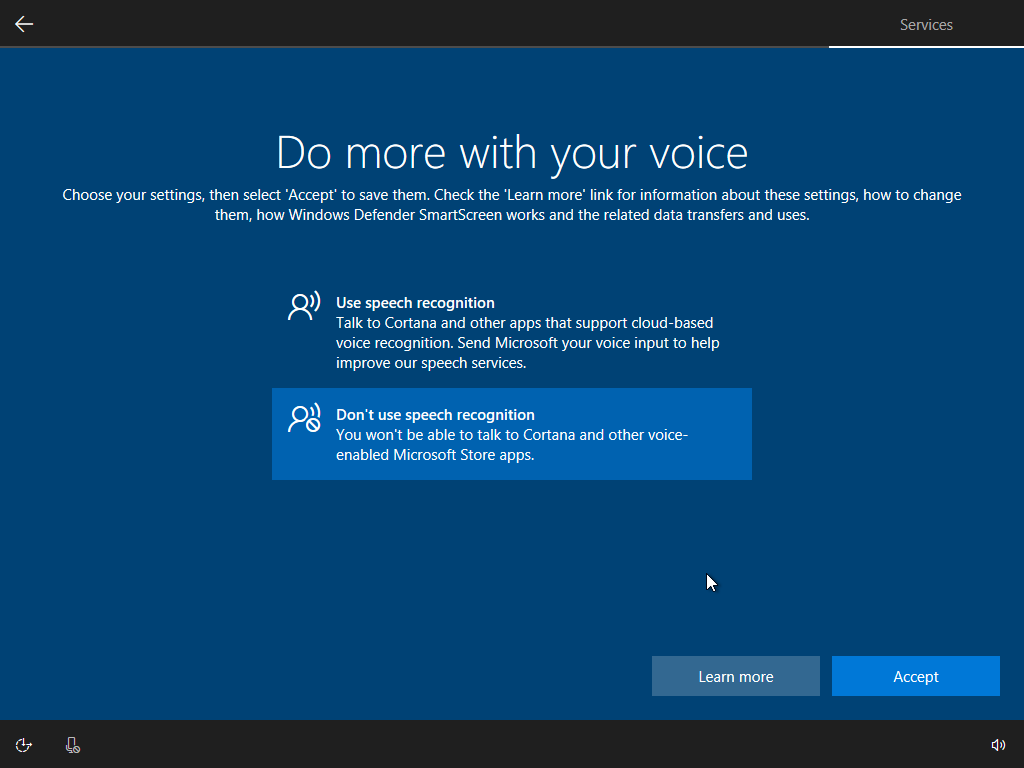 Services
Do more with your voice
Choose your settings, then select 'Accept' to save them. Check the 'Learn more' link for information about these settings, how to change
them, how Windows Defender SmartScreen works and the related data transfers and uses.
Use speech recognition
Talk to Cortana and other apps that support cloud-based
voice recognition. Send Microsoft your voice input to help
improve our speech services.
Don't use speech recognition
You won't be able to talk to Cortana and other voice-
enabled Microsoft Store apps.
Learn more
Accept